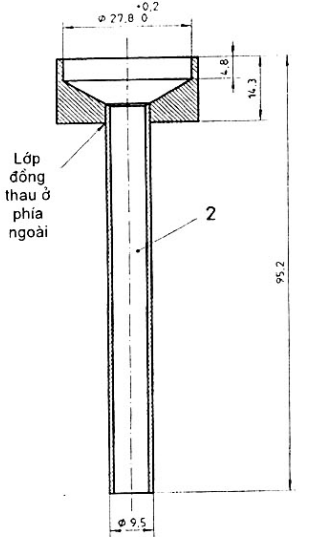 +0,2
Ø 27,8 0
4,8
14,3
Lớp
đồng
thau ở
phía
ngoài
2
95,2
Ø 9,5